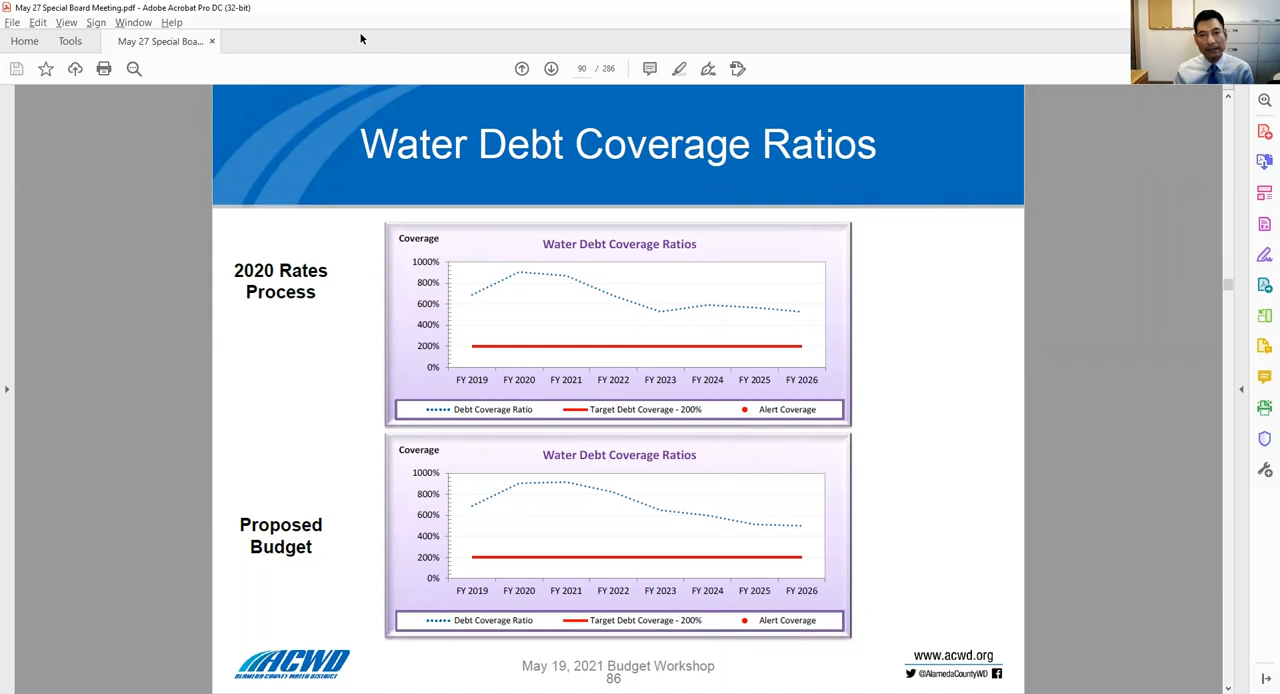 May 27 Special Board Meeting.pdf - Adobe Acrobat Pro DC (32-bit)
File Edit View Sign Window Help
Home Tools May 27 Special Boa... ×
90 / 286
Water Debt Coverage Ratios
2020 Rates
Process
Coverage
Water Debt Coverage Ratios
1000%
800%
600%
400%
200%
0%
FY 2019 FY 2020 FY 2021 FY 2022 FY 2023 FY 2024 FY 2025 FY 2026
Debt Coverage Ratio Target Debt Coverage - 200% Alert Coverage
Proposed
Budget
Coverage
Water Debt Coverage Ratios
1000%
800%
600%
400%
200%
0%
FY 2019 FY 2020 FY 2021 FY 2022 FY 2023 FY 2024 FY 2025 FY 2026
Debt Coverage Ratio Target Debt Coverage - 200% Alert Coverage
ACWD
ALAMEDA COUNTY WATER DISTRICT
May 19, 2021 Budget Workshop
86
www.acwd.org
@AlamedaCountyWD